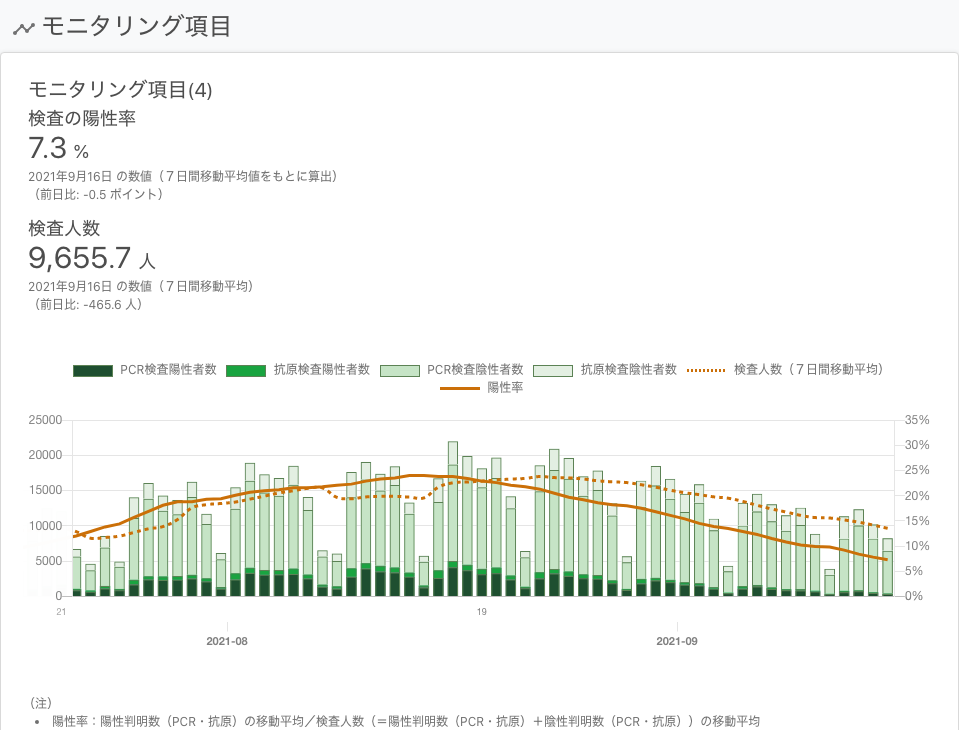 モニタリング項目
モニタリング項目(4)
検査の陽性率
7.3 %
2021年9月16日 の数値（７日間移動平均値をもとに算出）
（前日比: -0.5 ポイント）
検査人数
9,655.7 人
2021年9月16日 の数値（７日間移動平均）
（前日比: -465.6 人）
PCR検査陽性者数 抗原検査陽性者数 PCR検査陰性者数 抗原検査陰性者数 検査人数（７日間移動平均）
陽性率
25000 35%
30%
20000
25%
15000 20%
15%
10000
10%
5000
5%
0 0%
21 19
2021-08 2021-09
（注）
• 陽性率：陽性判明数（PCR・抗原）の移動平均／検査人数（＝陽性判明数（PCR・抗原）＋陰性判明数（PCR・抗原））の移動平均